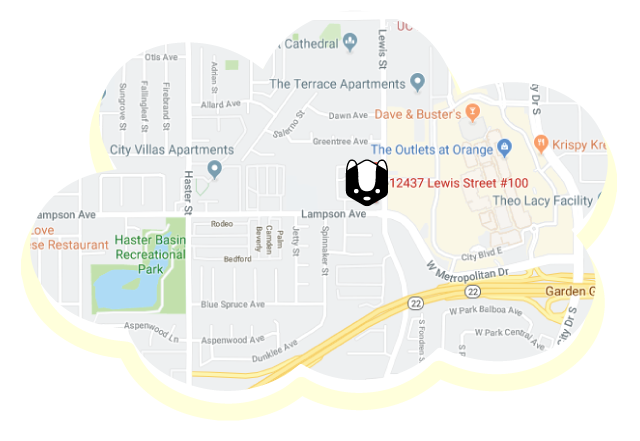 UC
Cathedral
Lewis St
Otis Ave
The Terrace Apartments
Adrian St
Sungrove St
Fallingleaf St
Firebrand St
Allard Ave
Salerno St
Dawn Ave
Dave & Buster's
City Dr S
Greentree Ave
City Villas Apartments
The Outlets at Orange
Krispy Kre
Haster St
12437 Lewis Street #100
Theo Lacy Facility
ampson Ave
Lampson Ave
Love
se Restaurant
Haster Basin
Recreational
Park
Rodeo
Camden
Beverly
Palm
Jetty St
Spinnaker St
Bedford
City Blvd E
W Metropolitan Dr
22
22
Garden G
Blue Spruce Ave
W Park Balboa Ave
Aspenwood Ln
Aspenwood Ave
Dunklee Ave
S Fondren S
W Park Central Ave
S P
City Dr S